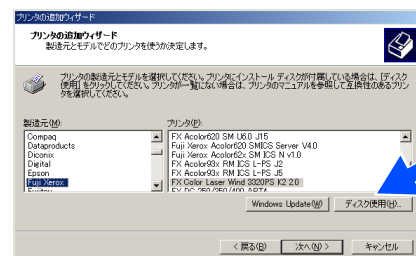 プリンタの追加ウィザード
プリンタの追加ウィザード
製造元とモデルでどのプリンタを使うか決定します。
プリンタの製造元とモデルを選択してください。プリンタにインストール ディスクが付属している場合は、[ディスク
使用] をクリックしてください。プリンタが一覧にない場合は、プリンタのマニュアルを参照して互換性のあるプリン
タを選択してください。
製造元(M):
プリンタ(P):
Compaq
Dataproducts
Diconix
Digital
Epson
Fuji Xerox
Fujitsu
FX Acolor620 SM U6.0 J15
Fuji Xerox Acolor620 SMICS Server V4.0
Fuji Xerox Acolor62x SM ICS N v1.0
FX Acolor93x RM ICS L-PS J2
FX Acolor93x RM ICS L-PS J5
FX Color Laser Wind 3320PS K2 2.0
FX DC 250/350/400 APT4
Windows Update(W)
ディスク使用(H)...
< 戻る(B)
次へ(N) >
キャンセル